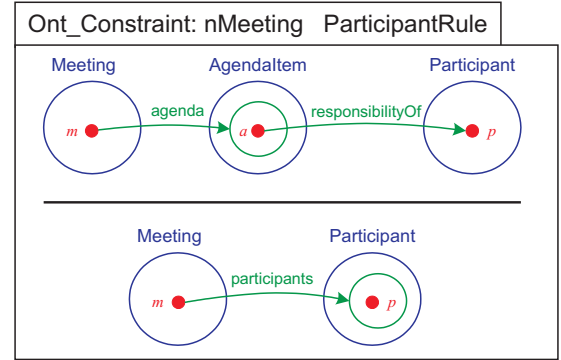 Ont_Constraint: nMeeting ParticipantRule
Meeting AgendaItem Participant
agenda responsibilityOf
m a p
Meeting Participant
participants
m p